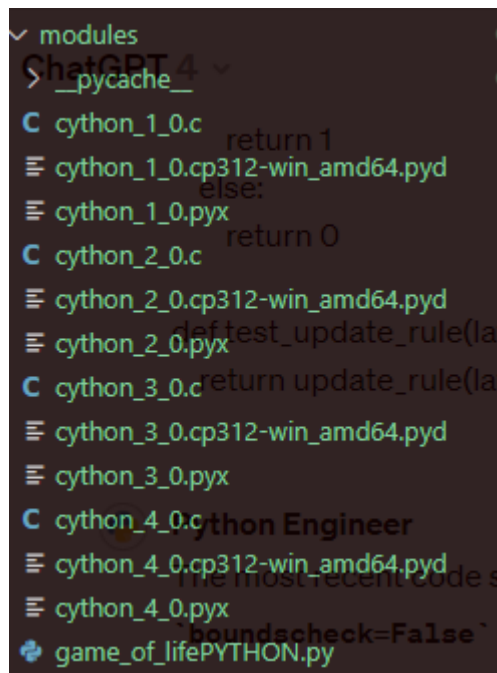 modules
ChatGPT 4
__pycache__
cython_1_0.c
return 1
cython_1_0.cp312-win_amd64.pyd
else:
cython_1_0.pyx
return 0
cython_2_0.c
cython_2_0.cp312-win_amd64.pyd
def test_update_rule(la
cython_2_0.pyx
cython_3_0.c
return update_rule(la
cython_3_0.cp312-win_amd64.pyd
cython_3_0.pyx
cython_4_0.c
Python Engineer
cython_4_0.cp312-win_amd64.pyd
The most recent code s
cython_4_0.pyx
`boundscheck=False`
game_of_lifePYTHON.py